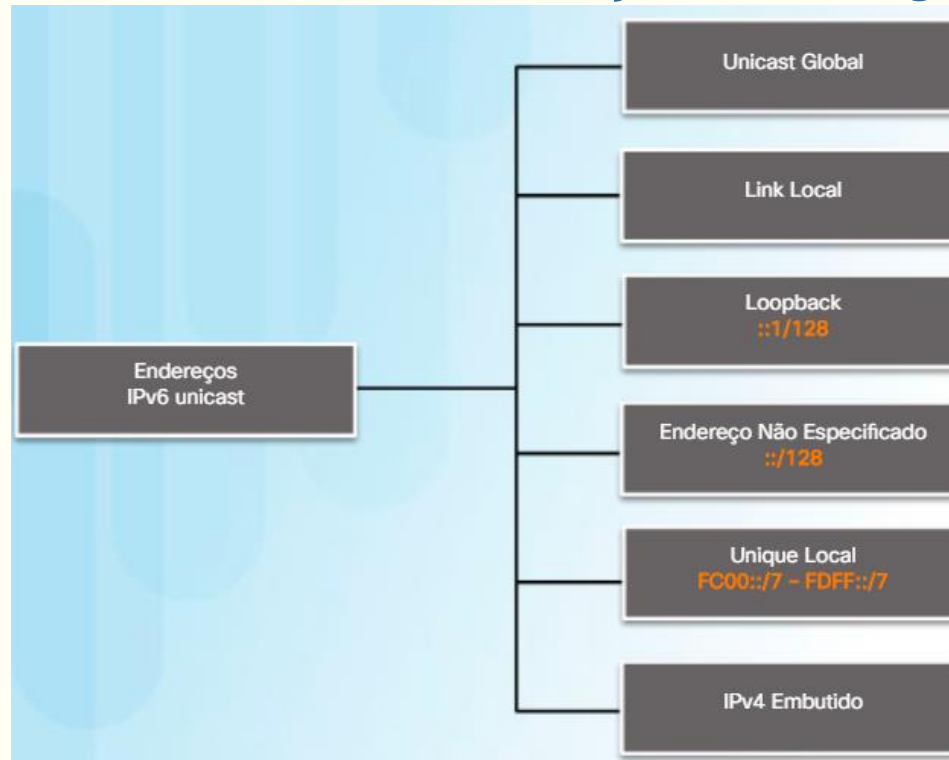 Unicast Global
Link Local
Loopback
::1/128
Endereços
IPv6 unicast
Endereço Não Especificado
::/128
Unique Local
FC00::/7 – FDFF::/7
IPv4 Embutido